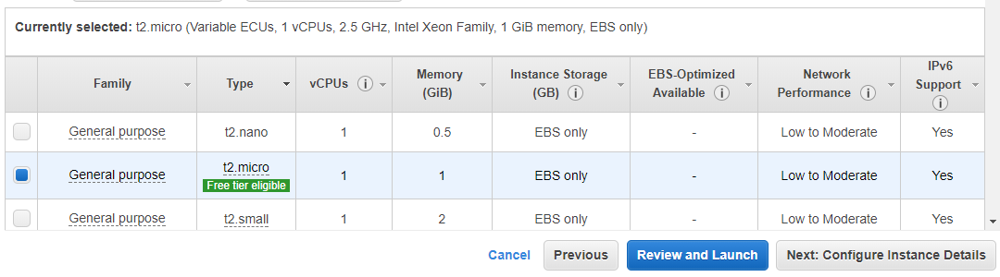 Currently selected: t2.micro (Variable ECUs, 1 vCPUs, 2.5 GHz, Intel Xeon Family, 1 GiB memory, EBS only)
Family Type vCPUs i Memory (GiB) Instance Storage (GB) i EBS-Optimized Available i Network Performance i IPv6 Support i
General purpose t2.nano 1 0.5 EBS only - Low to Moderate Yes
General purpose t2.micro Free tier eligible 1 1 EBS only - Low to Moderate Yes
General purpose t2.small 1 2 EBS only - Low to Moderate Yes
Cancel Previous Review and Launch Next: Configure Instance Details